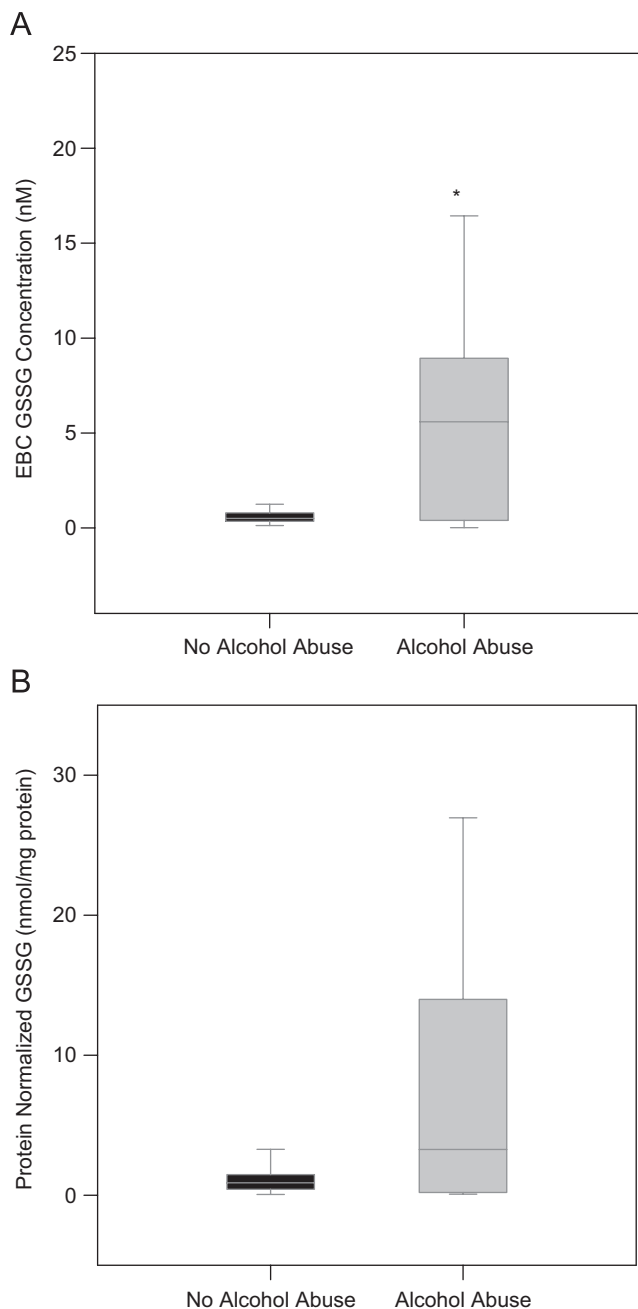 A
25
20
15
10
5
0
EBC GSSG Concentration (nM)
*
No Alcohol Abuse Alcohol Abuse
B
30
20
10
0
Protein Normalized GSSG (nmol/mg protein)
No Alcohol Abuse Alcohol Abuse